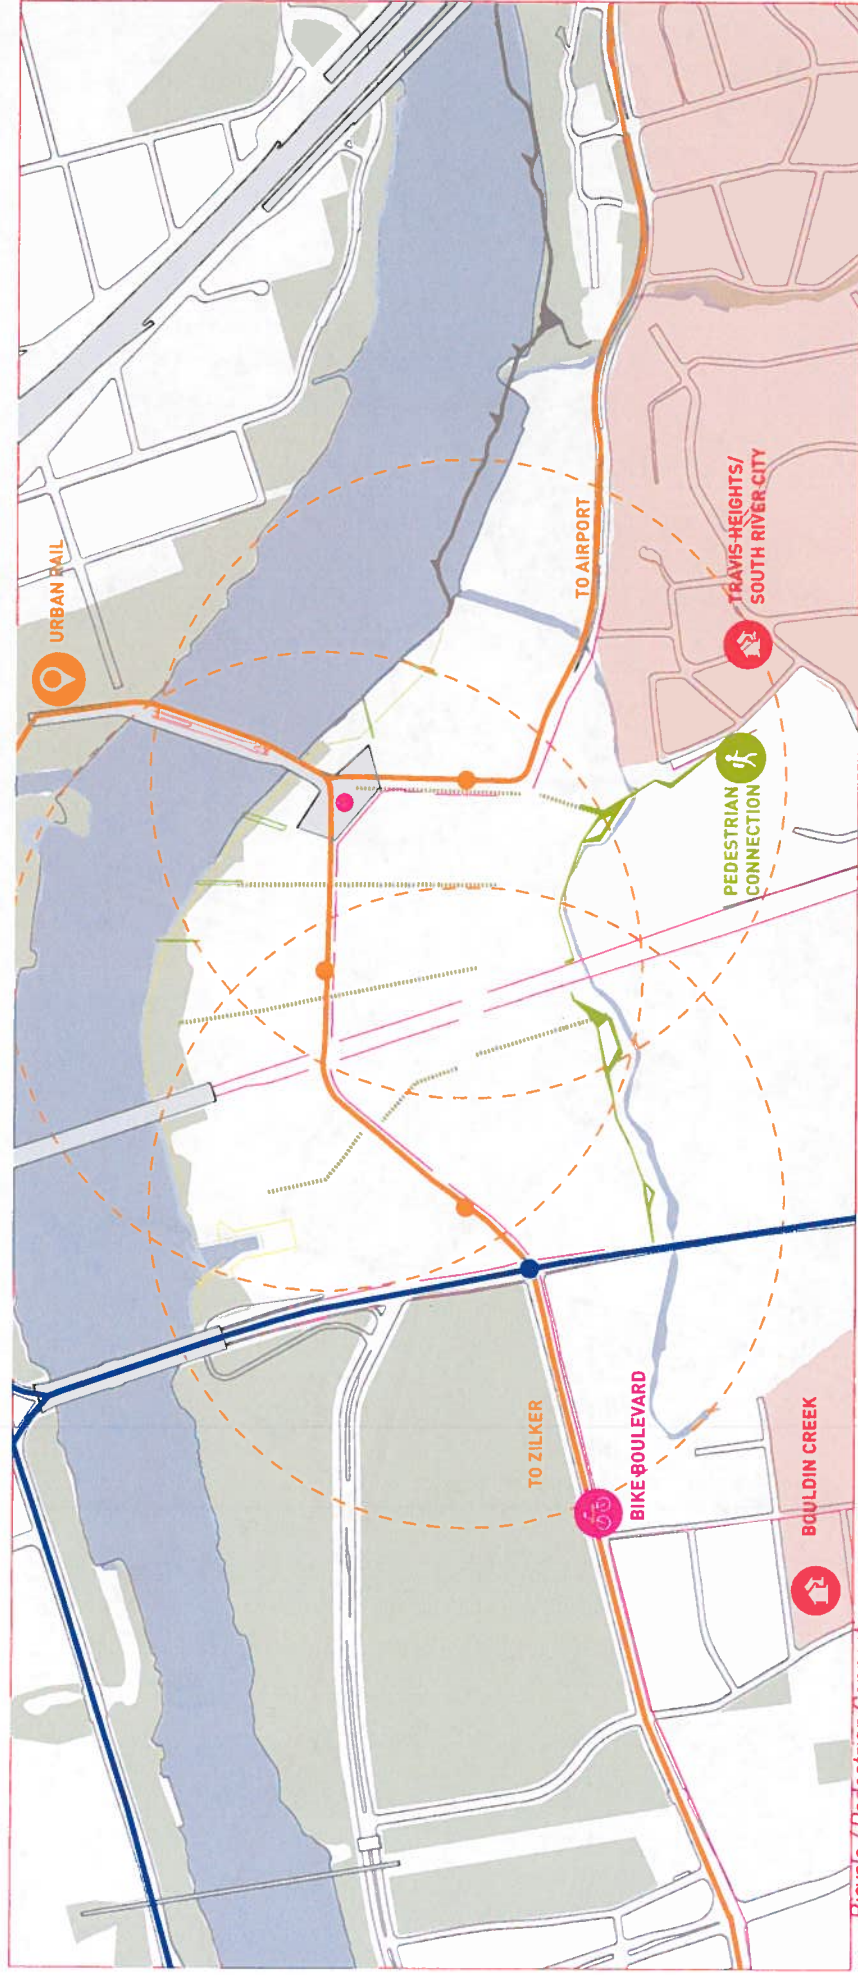 URBAN RAIL
TO AIRPORT
TRAVIS HEIGHTS/
SOUTH RIVER CITY
PEDESTRIAN
CONNECTION
TO ZILKER
BIKE BOULEVARD
BOULDIN CREEK